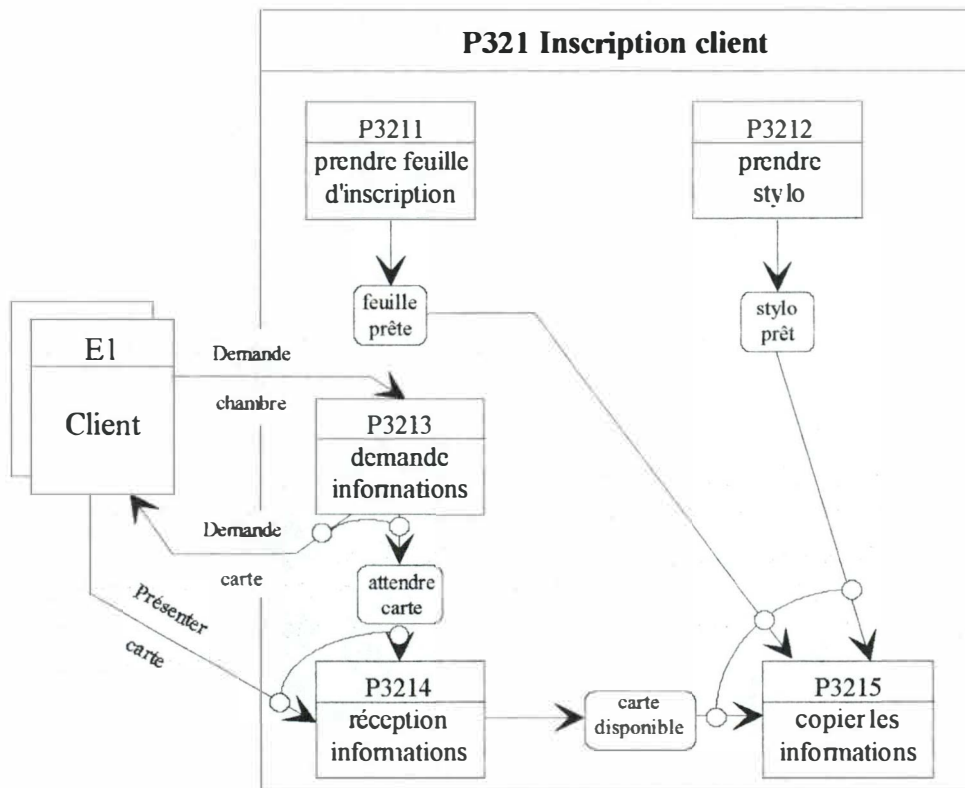 P321 Inscription client
P3211
prendre feuille
d'inscription
P3212
prendre
stylo
feuille
prête
stylo
prêt
E1
Client
Demande
chambre
P3213
demande
informations
Demande
carte
attendre
carte
Présenter
carte
P3214
réception
informations
carte
disponible
P3215
copier les
informations